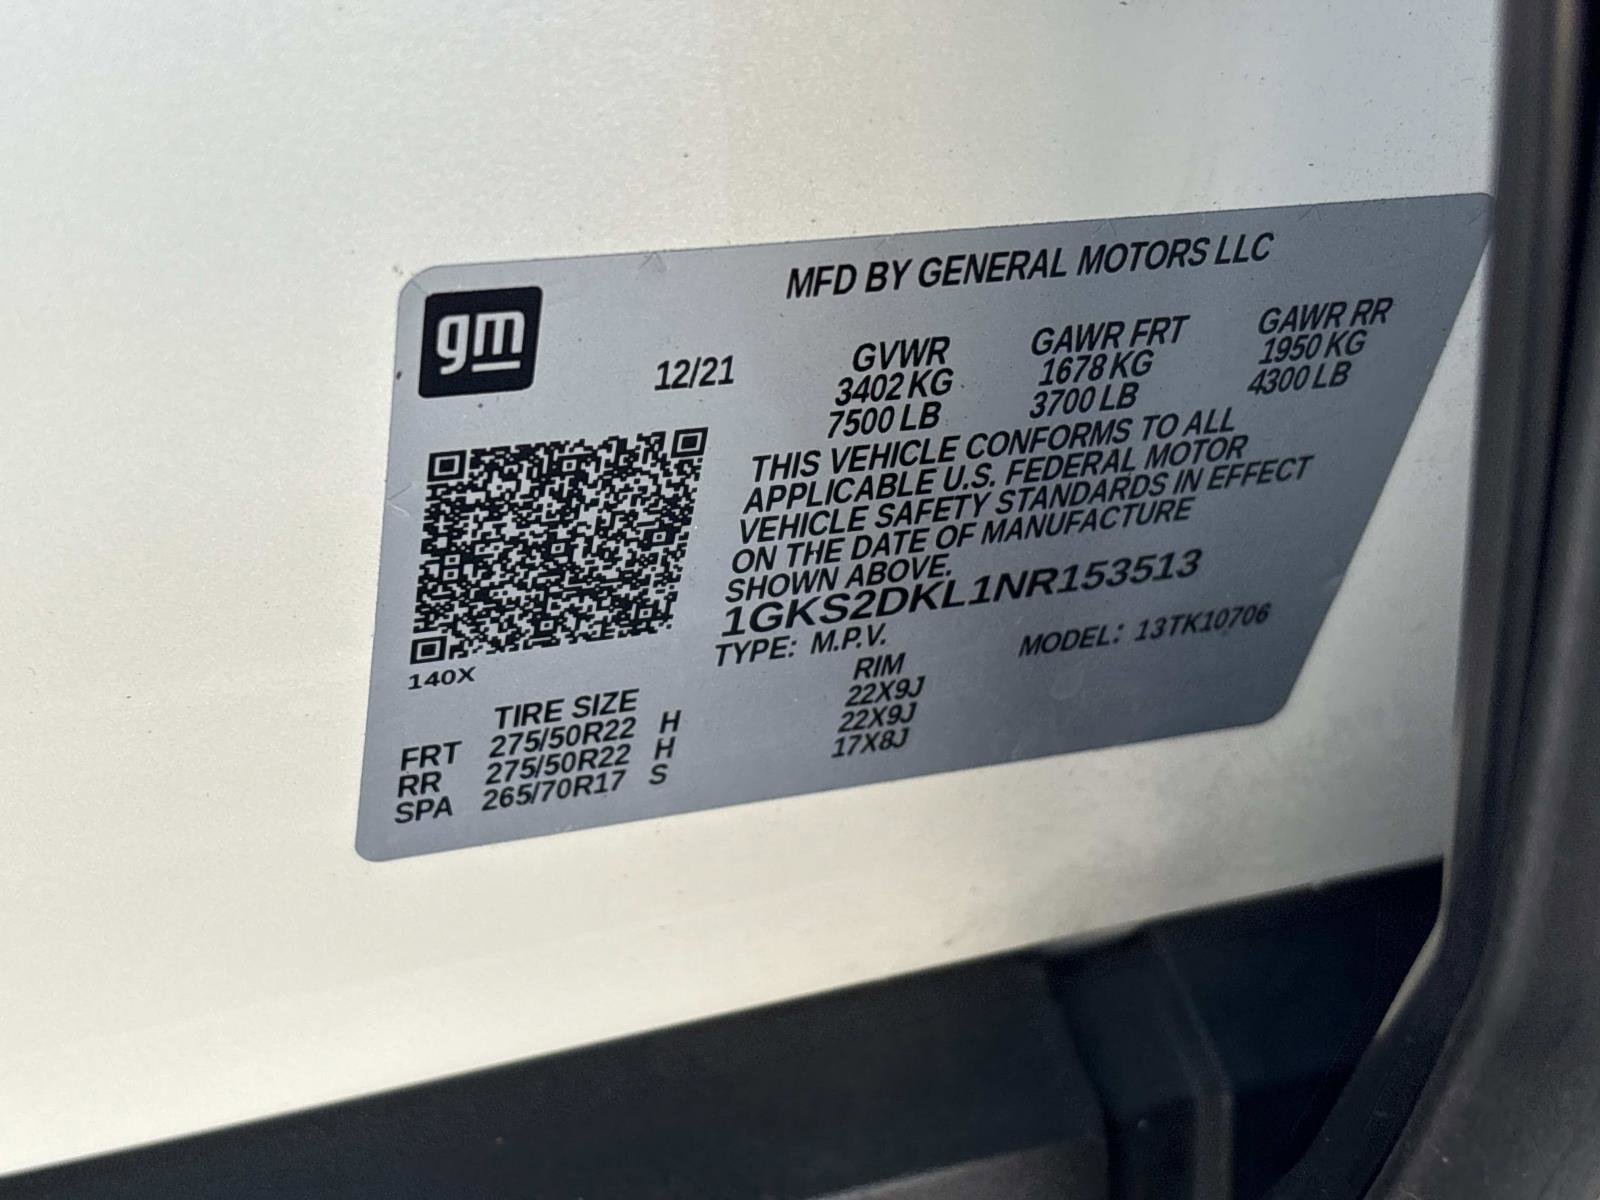 gm
MFD BY GENERAL MOTORS LLC
12/21
GVWR GAWR FRT GAWR RR
3402 KG 1678 KG 1950 KG
7500 LB 3700 LB 4300 LB
THIS VEHICLE CONFORMS TO ALL
APPLICABLE U.S. FEDERAL MOTOR
VEHICLE SAFETY STANDARDS IN EFFECT
ON THE DATE OF MANUFACTURE
SHOWN ABOVE.
1GKS2DKL1NR153513
TYPE: M.P.V. MODEL: 13TK10706
140X
TIRE SIZE RIM
FRT 275/50R22 H 22X9J
RR 275/50R22 H 22X9J
SPA 265/70R17 S 17X8J